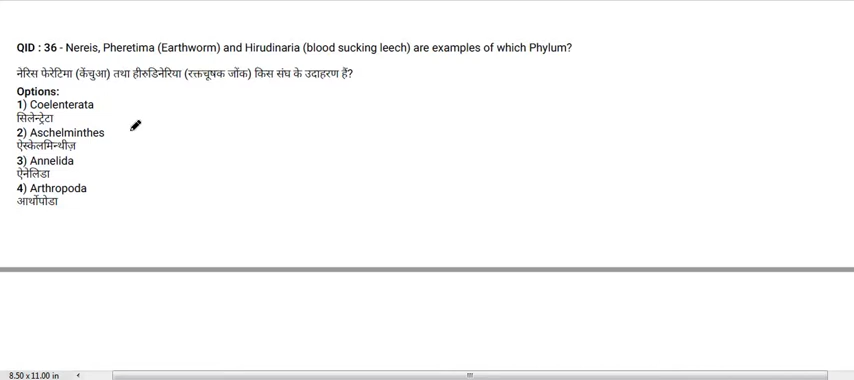 QID : 36 - Nereis, Pheretima (Earthworm) and Hirudinaria (blood sucking leech) are examples of which Phylum?
नेरिस फेरेटिमा (केंचुआ) तथा हीरुडिनेरिया (रक्तचूषक जोंक) किस संघ के उदाहरण हैं?
Options:
1) Coelenterata
सिलेन्ट्रेटा
2) Aschelminthes
ऐस्केलमिन्थीज़
3) Annelida
ऐनेलिडा
4) Arthropoda
आर्थोपोडा
8.50 x 11.00 in